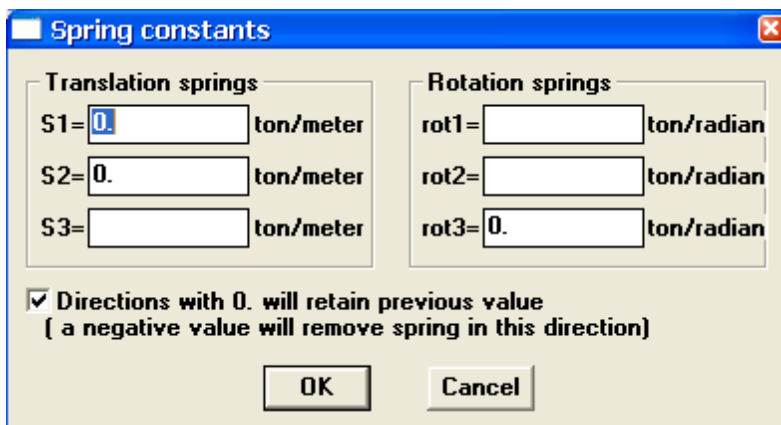 Spring constants
Translation springs
S1= 0. ton/meter
S2= 0. ton/meter
S3= ton/meter
Rotation springs
rot1= ton/radian
rot2= ton/radian
rot3= 0. ton/radian
Directions with 0. will retain previous value
( a negative value will remove spring in this direction)
OK Cancel